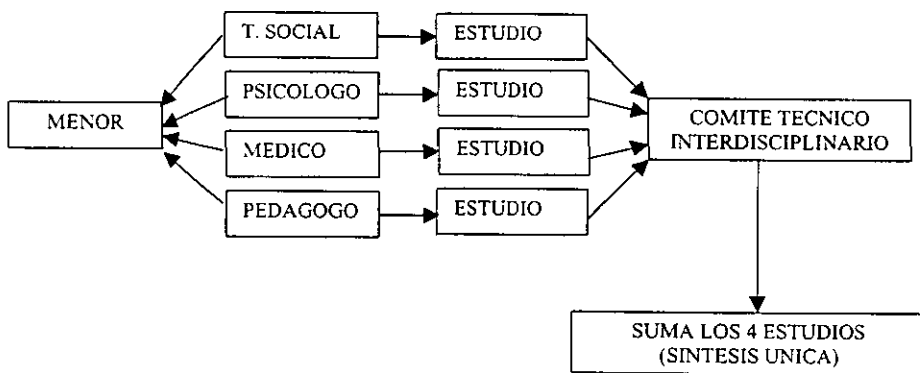 T. SOCIAL
ESTUDIO
PSICOLOGO
ESTUDIO
MENOR
COMITE TECNICO
INTERDISCIPLINARIO
MEDICO
ESTUDIO
PEDAGOGO
ESTUDIO
SUMA LOS 4 ESTUDIOS
(SINTESIS UNICA)